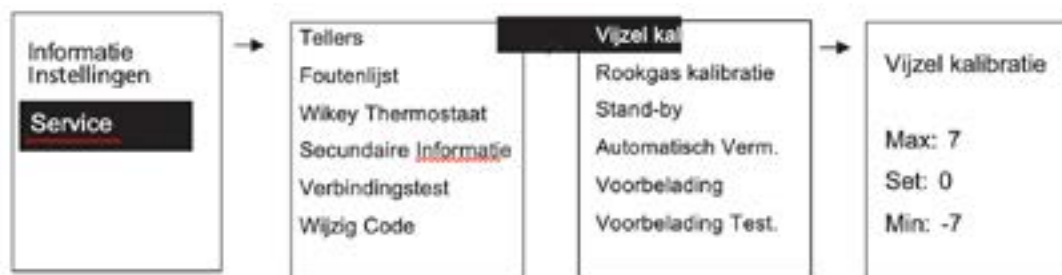 Informatie
Instellingen
Service
Tellers
Foutenlijst
Wikey Thermostaat
Secundaire Informatie
Verbindingstest
Wijzig Code
Vijzel kal
Rookgas kalibratie
Stand-by
Automatisch Verm.
Voorbelading
Voorbelading Test.
Vijzel kalibratie
Max: 7
Set: 0
Min: -7